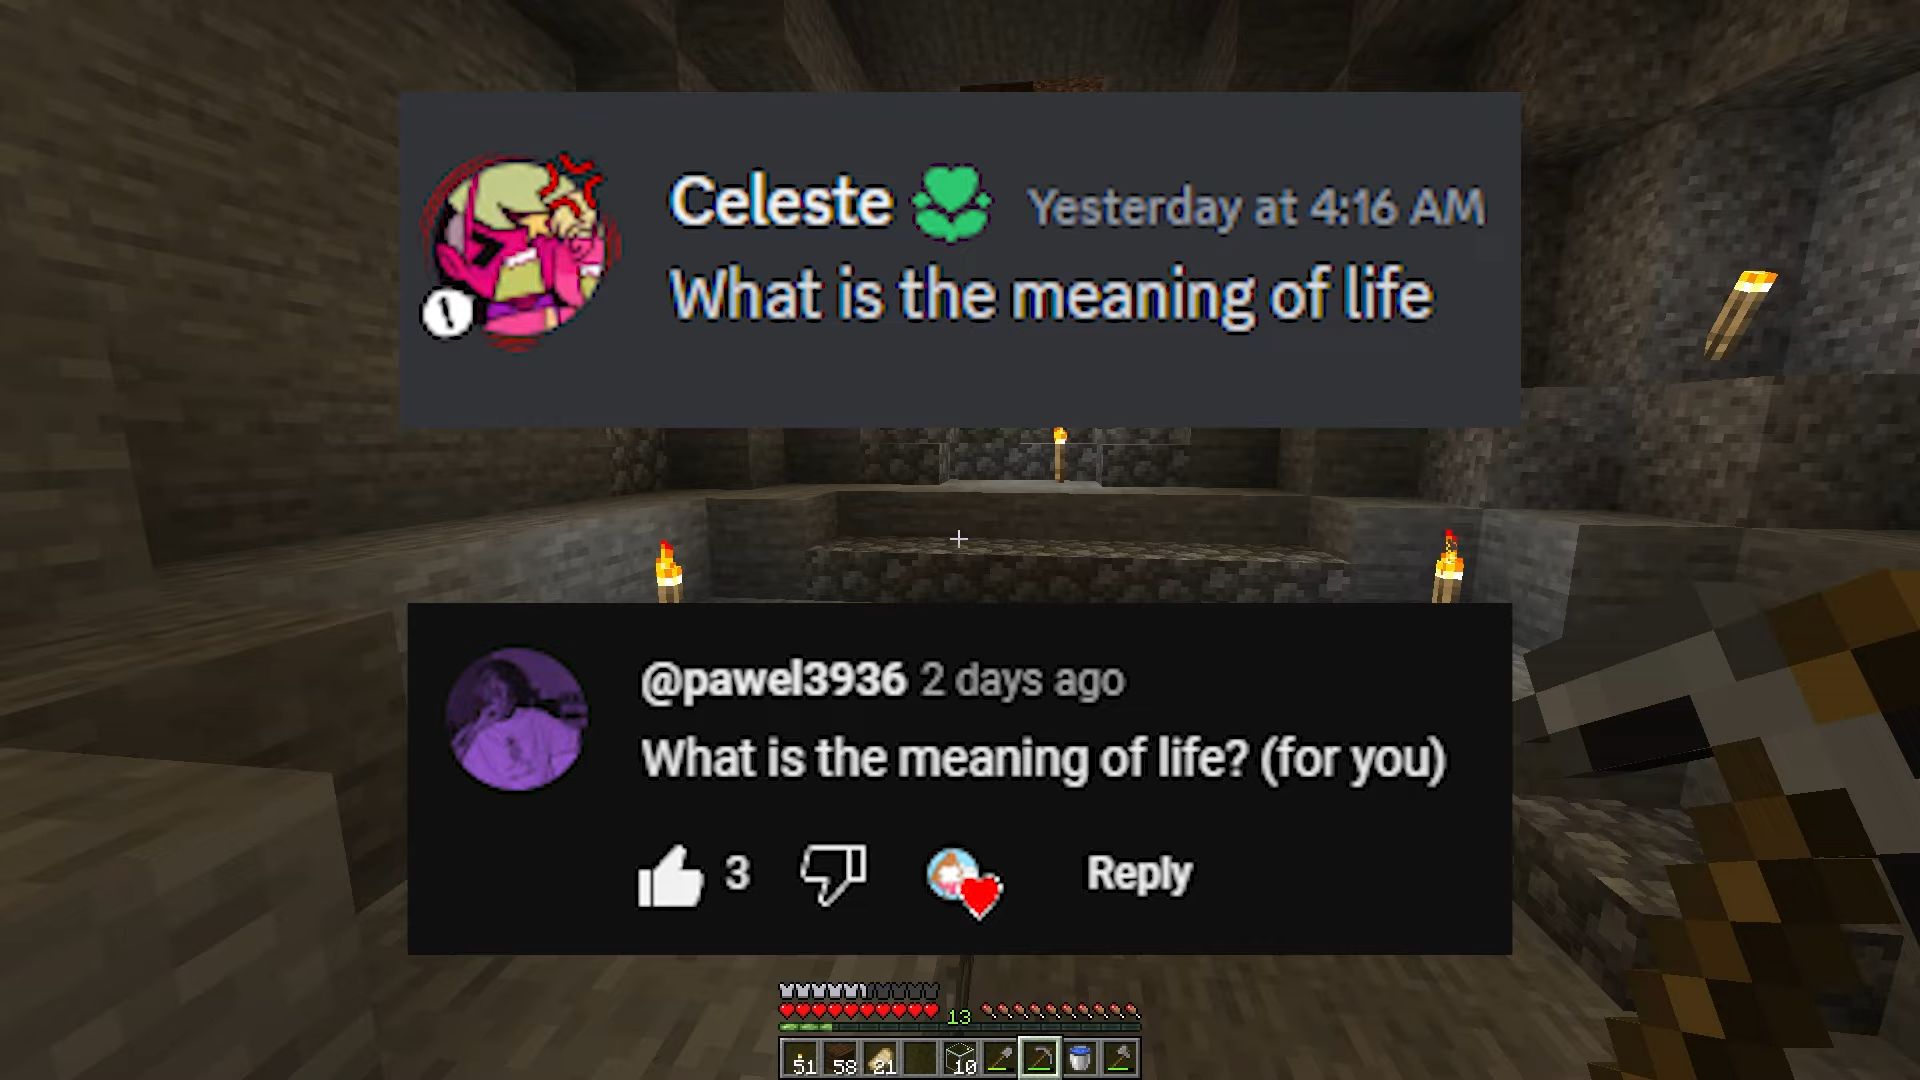 Celeste Yesterday at 4:16 AM
What is the meaning of life
@pawel3936 2 days ago
What is the meaning of life? (for you)
3 Reply
13
51 58 21 10